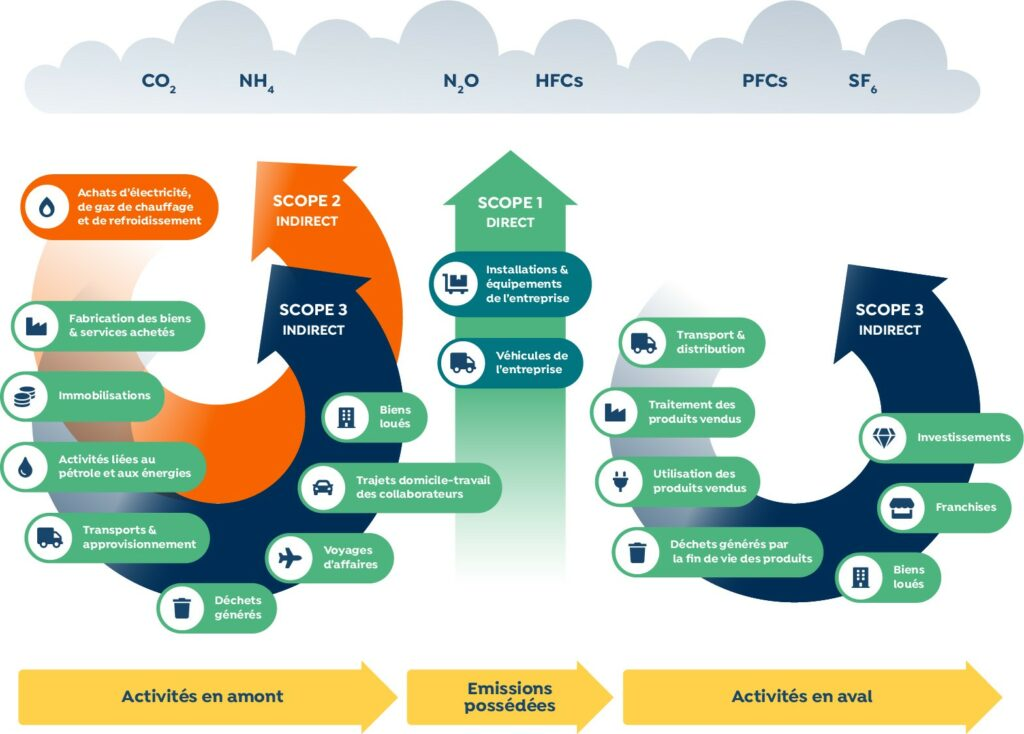 CO2
NH4
N2O
HFCs
PFCs
SF6
Achats d'électricité,
de gaz de chauffage
et de refroidissement
SCOPE 2
INDIRECT
SCOPE 3
INDIRECT
Fabrication des biens
& services achetés
Immobilisations
Activités liées au
pétrole et aux énergies
Transports &
approvisionnement
Déchets
générés
Voyages
d'affaires
Trajets domicile-travail
des collaborateurs
Biens
loués
SCOPE 1
DIRECT
Installations &
équipements
de l'entreprise
Véhicules de
l'entreprise
SCOPE 3
INDIRECT
Transport &
distribution
Traitement des
produits vendus
Utilisation des
produits vendus
Déchets générés par
la fin de vie des produits
Biens
loués
Franchises
Investissements
Activités en amont
Emissions
possédées
Activités en aval